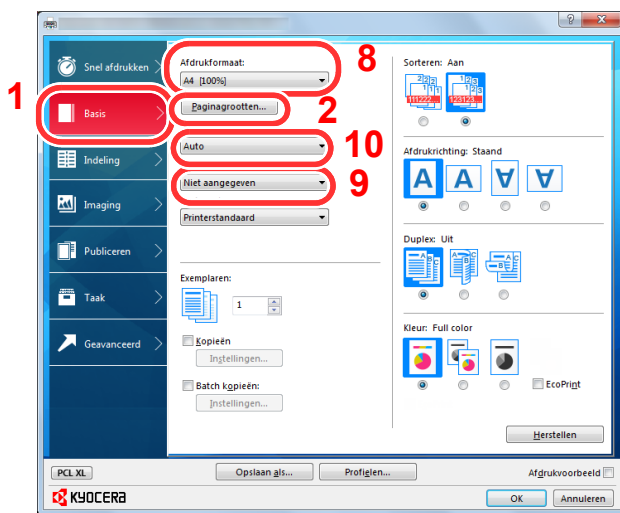 Snel afdrukken
1
Basis
Indeling
Imaging
Publiceren
Taak
Geavanceerd
Afdrukformaat:
8
A4 [100%]
Paginagrootten...
2
Auto
10
Niet aangegeven
9
Printerstandaard
Exemplaren:
1
Kopieën
Instellingen...
Batch kopieën:
Instellingen...
Sorteren: Aan
111222...
123123...
Afdrukrichting: Staand
A A A A
Duplex: Uit
Kleur: Full color
EcoPrint
Herstellen
PCL XL
Opslaan als...
Profielen...
Afdrukvoorbeeld
KYOCERA
OK
Annuleren